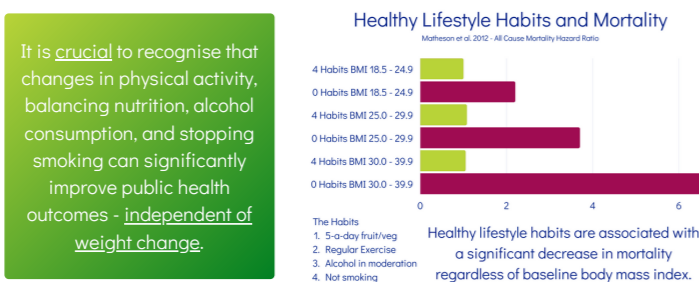 It is crucial to recognise that
changes in physical activity,
balancing nutrition, alcohol
consumption, and stopping
smoking can significantly
improve public health
outcomes - independent of
weight change.
Healthy Lifestyle Habits and Mortality
Matheson et al. 2012 - All Cause Mortality Hazard Ratio
4 Habits BMI 18.5 - 24.9
0 Habits BMI 18.5 - 24.9
4 Habits BMI 25.0 - 29.9
0 Habits BMI 25.0 - 29.9
4 Habits BMI 30.0 - 39.9
0 Habits BMI 30.0 - 39.9
0 2 4 6
The Habits
1. 5-a-day fruit/veg
2. Regular Exercise
3. Alcohol in moderation
4. Not smoking
Healthy lifestyle habits are associated with
a significant decrease in mortality
regardless of baseline body mass index.